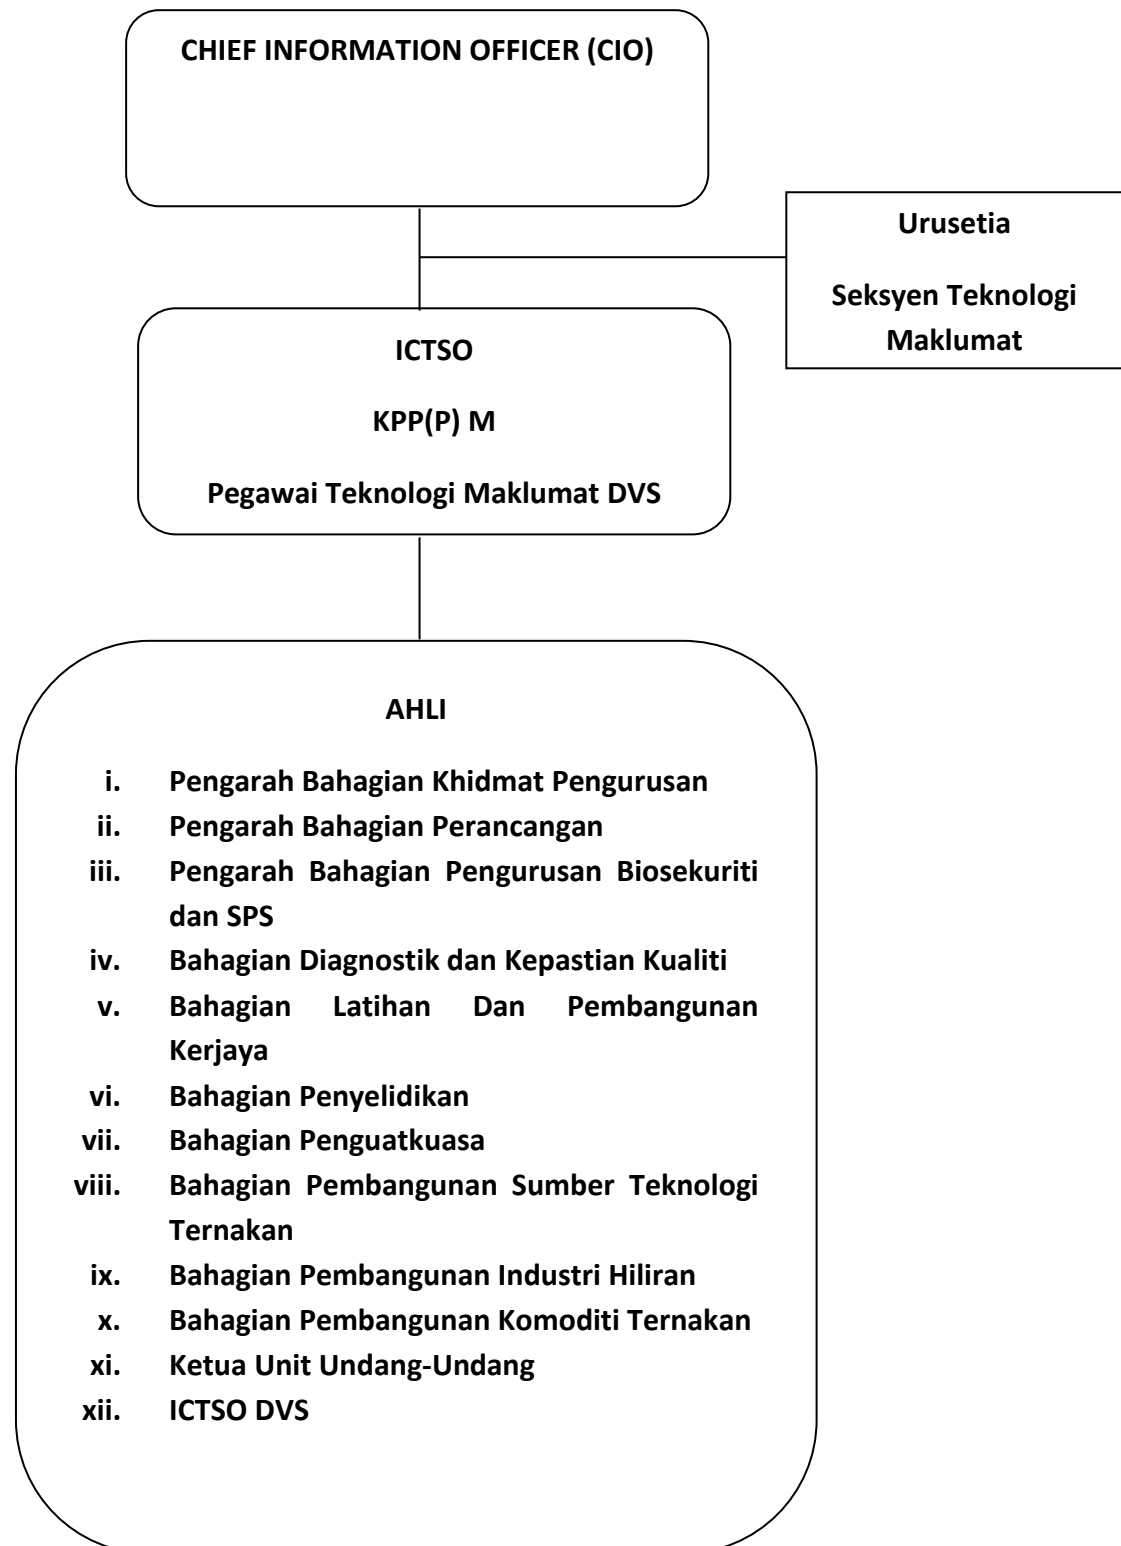 CHIEF INFORMATION OFFICER (CIO)
Urusetia
Seksyen Teknologi
Maklumat
ICTSO
KPP(P) M
Pegawai Teknologi Maklumat DVS
AHLI
i. Pengarah Bahagian Khidmat Pengurusan
ii. Pengarah Bahagian Perancangan
iii. Pengarah Bahagian Pengurusan Biosekuriti
dan SPS
iv. Bahagian Diagnostik dan Kepastian Kualiti
v. Bahagian Latihan Dan Pembangunan
Kerjaya
vi. Bahagian Penyelidikan
vii. Bahagian Penguatkuasa
viii. Bahagian Pembangunan Sumber Teknologi
Ternakan
ix. Bahagian Pembangunan Industri Hiliran
x. Bahagian Pembangunan Komoditi Ternakan
xi. Ketua Unit Undang-Undang
xii. ICTSO DVS